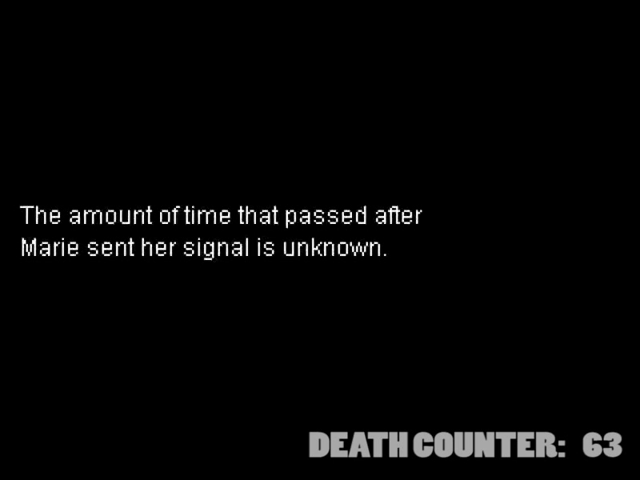 The amount of time that passed after
Marie sent her signal is unknown.
DEATH COUNTER: 63